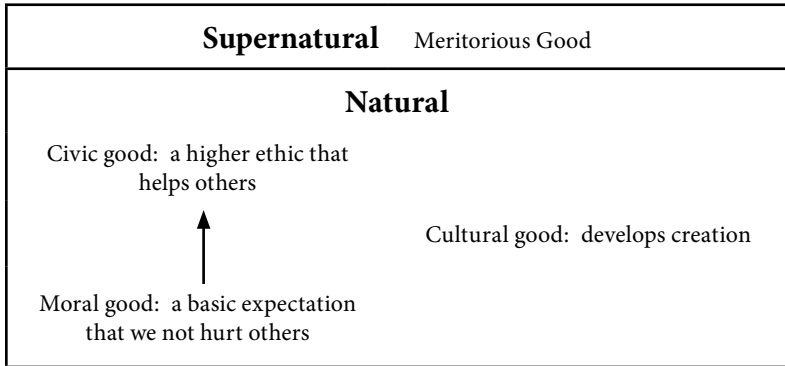 Supernatural Meritorious Good
Natural
Civic good: a higher ethic that
helps others
Cultural good: develops creation
Moral good: a basic expectation
that we not hurt others